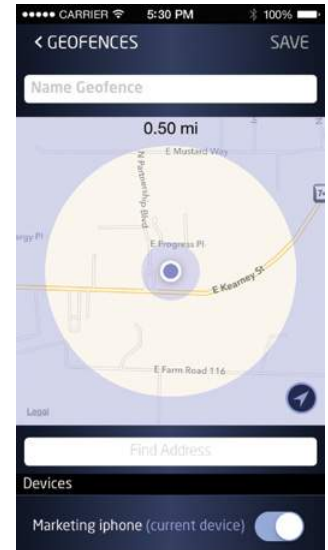 CARRIER 5:30 PM 100%
< GEOFENCES SAVE
Name Geofence
0.50 mi
E Mustard Way
N Partnership Blvd
E Progress Pl
E Kearney St
E Farm Road 116
Legal
Find Address
Devices
Marketing iphone (current device)